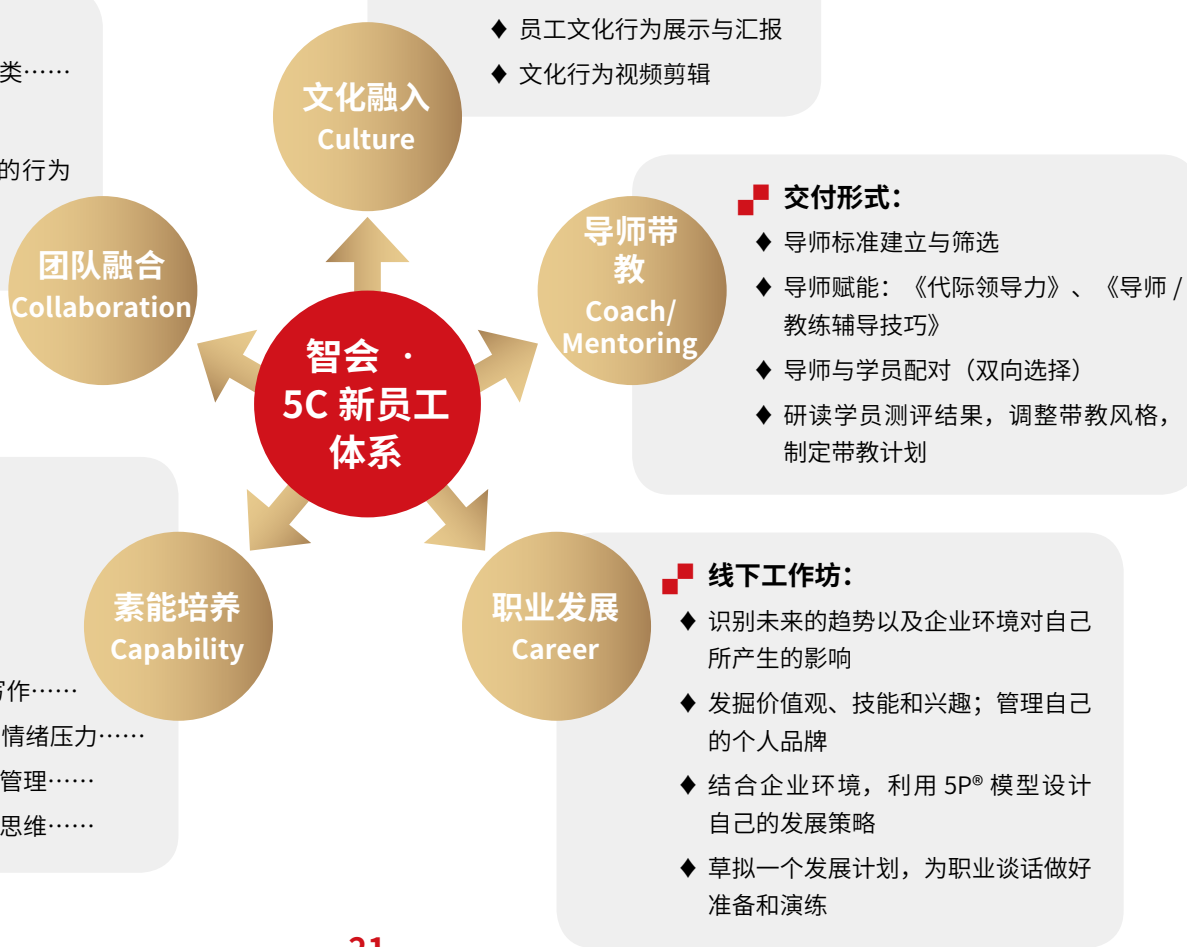 ♦ 员工文化行为展示与汇报
♦ 文化行为视频剪辑
类……
的行为
文化融入
Culture
团队融合
Collaboration
智会 ·
5C 新员工
体系
导师带
教
Coach/
Mentoring
交付形式：
♦ 导师标准建立与筛选
♦ 导师赋能：《代际领导力》、《导师 /
教练辅导技巧》
♦ 导师与学员配对（双向选择）
♦ 研读学员测评结果，调整带教风格，
制定带教计划
素能培养
Capability
写作……
情绪压力……
管理……
思维……
职业发展
Career
线下工作坊：
♦ 识别未来的趋势以及企业环境对自己
所产生的影响
♦ 发掘价值观、技能和兴趣；管理自己
的个人品牌
♦ 结合企业环境，利用 5P® 模型设计
自己的发展策略
♦ 草拟一个发展计划，为职业谈话做好
准备和演练
21